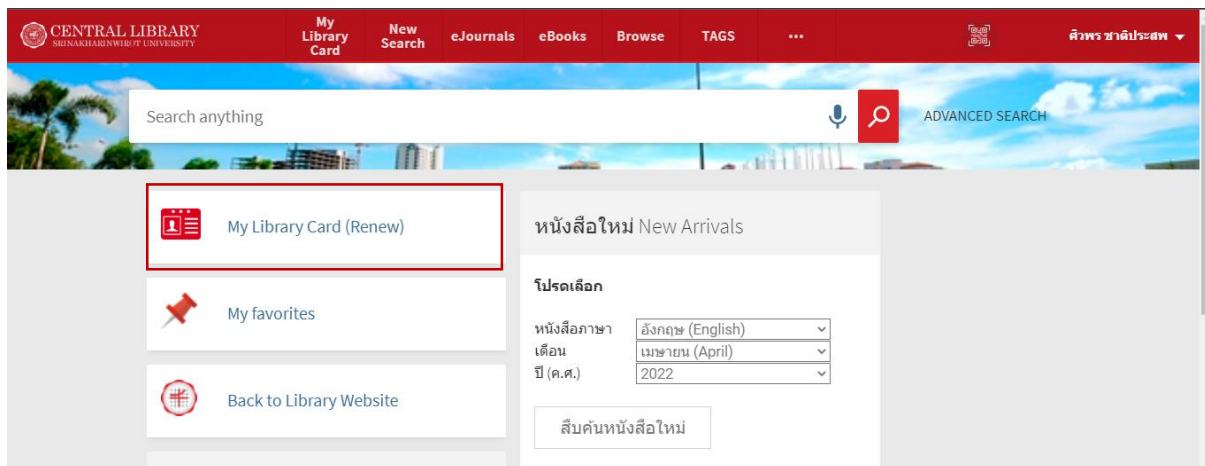 CENTRAL LIBRARY
SRINAKHARINWIROT UNIVERSITY
My Library Card
New Search
eJournals
eBooks
Browse
TAGS
•••
ศิวพร ชาติประสพ
Search anything
ADVANCED SEARCH
My Library Card (Renew)
My favorites
Back to Library Website
หนังสือใหม่ New Arrivals
โปรดเลือก
หนังสือภาษา อังกฤษ (English)
เดือน เมษายน (April)
ปี (ค.ศ.) 2022
สืบค้นหนังสือใหม่